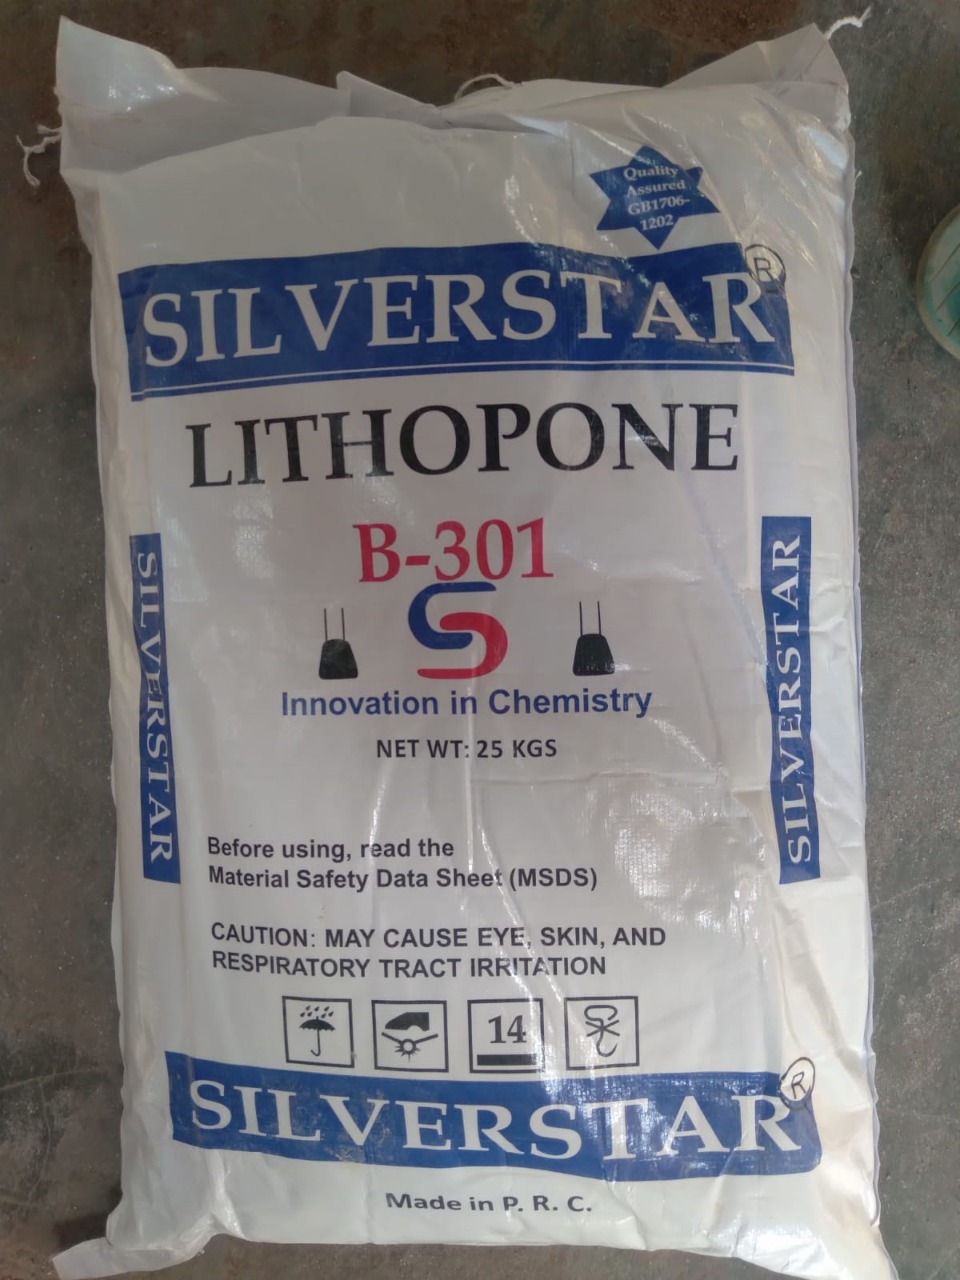 Quality
Assured
GB1706-
1202
SILVERSTAR®
LITHOPONE
B-301
SILVERSTAR
SILVERSTAR
Innovation in Chemistry
NET WT: 25 KGS
Before using, read the
Material Safety Data Sheet (MSDS)
CAUTION: MAY CAUSE EYE, SKIN, AND
RESPIRATORY TRACT IRRITATION
14
SILVERSTAR®
Made in P. R. C.